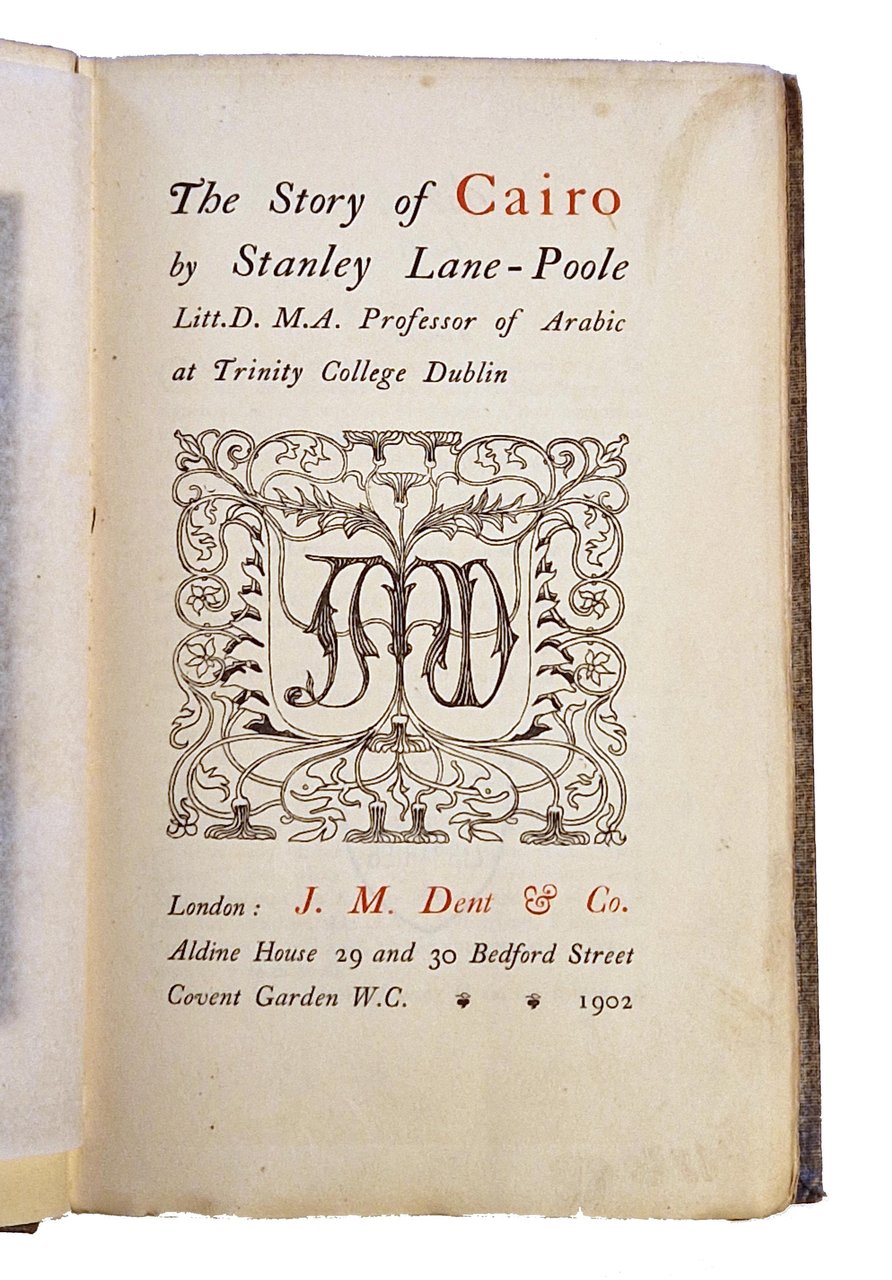 The Story of Cairo
by Stanley Lane-Poole
Litt.D. M.A. Professor of Arabic
at Trinity College Dublin
JMD
London: J. M. Dent & Co.
Aldine House 29 and 30 Bedford Street
Covent Garden W.C. 1902